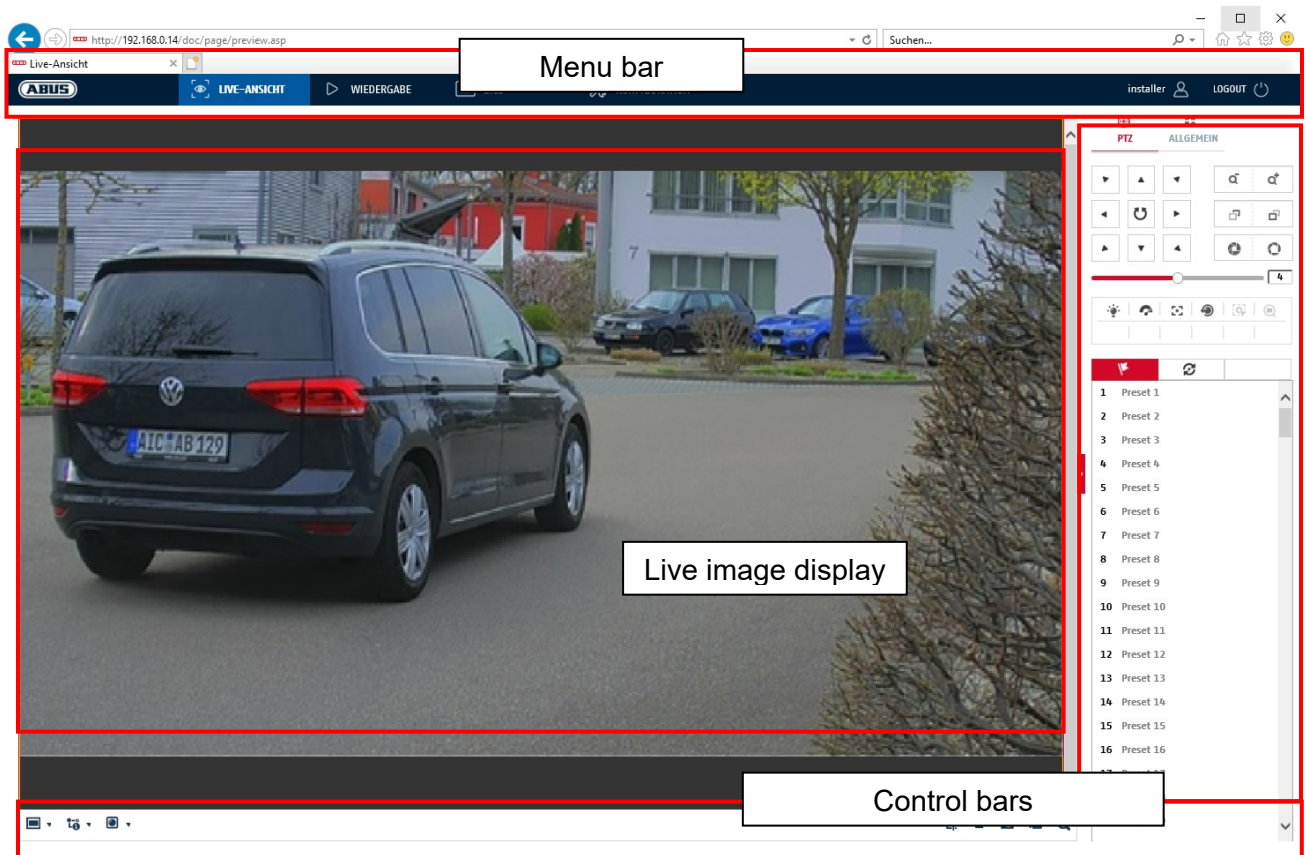 http://192.168.0.14/doc/page/preview.asp
Suchen...
Live-Ansicht
Menu bar
ABUS
LIVE-ANSICHT
WIEDERGABE
installer
LOGOUT
PTZ
ALLGEMEIN
7
4
AIC AB 129
1 Preset 1
2 Preset 2
3 Preset 3
4 Preset 4
5 Preset 5
6 Preset 6
7 Preset 7
8 Preset 8
9 Preset 9
10 Preset 10
11 Preset 11
12 Preset 12
13 Preset 13
14 Preset 14
15 Preset 15
16 Preset 16
Live image display
Control bars